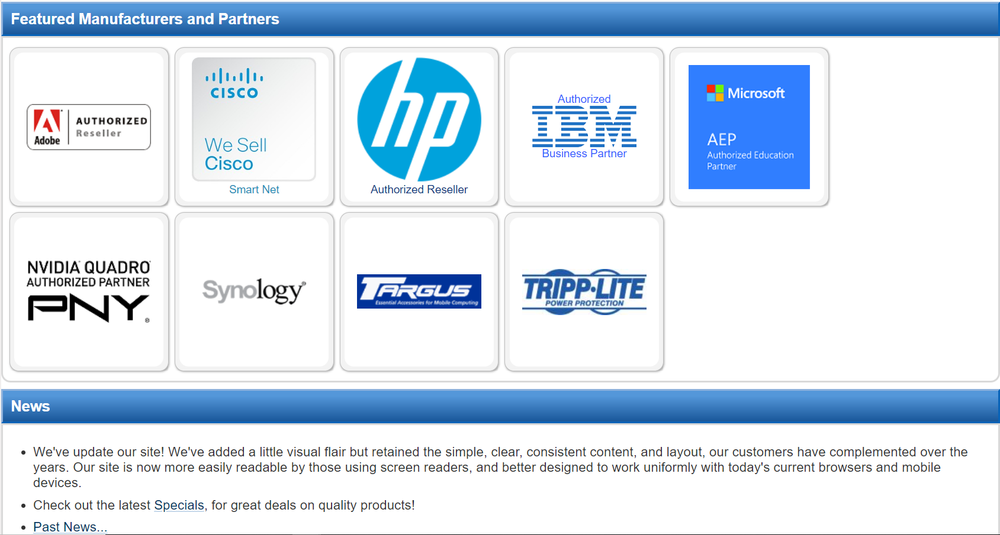 Featured Manufacturers and Partners
Adobe
AUTHORIZED
Reseller
CISCO
We Sell
Cisco
Smart Net
hp
Authorized Reseller
Authorized
IBM
Business Partner
Microsoft
AEP
Authorized Education
Partner
NVIDIA QUADRO
AUTHORIZED PARTNER
PNY®
Synology®
TARGUS
Essential Accessories for Mobile Computing
TRIPP·LITE
POWER PROTECTION
News
• We've update our site! We've added a little visual flair but retained the simple, clear, consistent content, and layout, our customers have complemented over the
years. Our site is now more easily readable by those using screen readers, and better designed to work uniformly with today's current browsers and mobile
devices.
• Check out the latest Specials, for great deals on quality products!
• Past News...